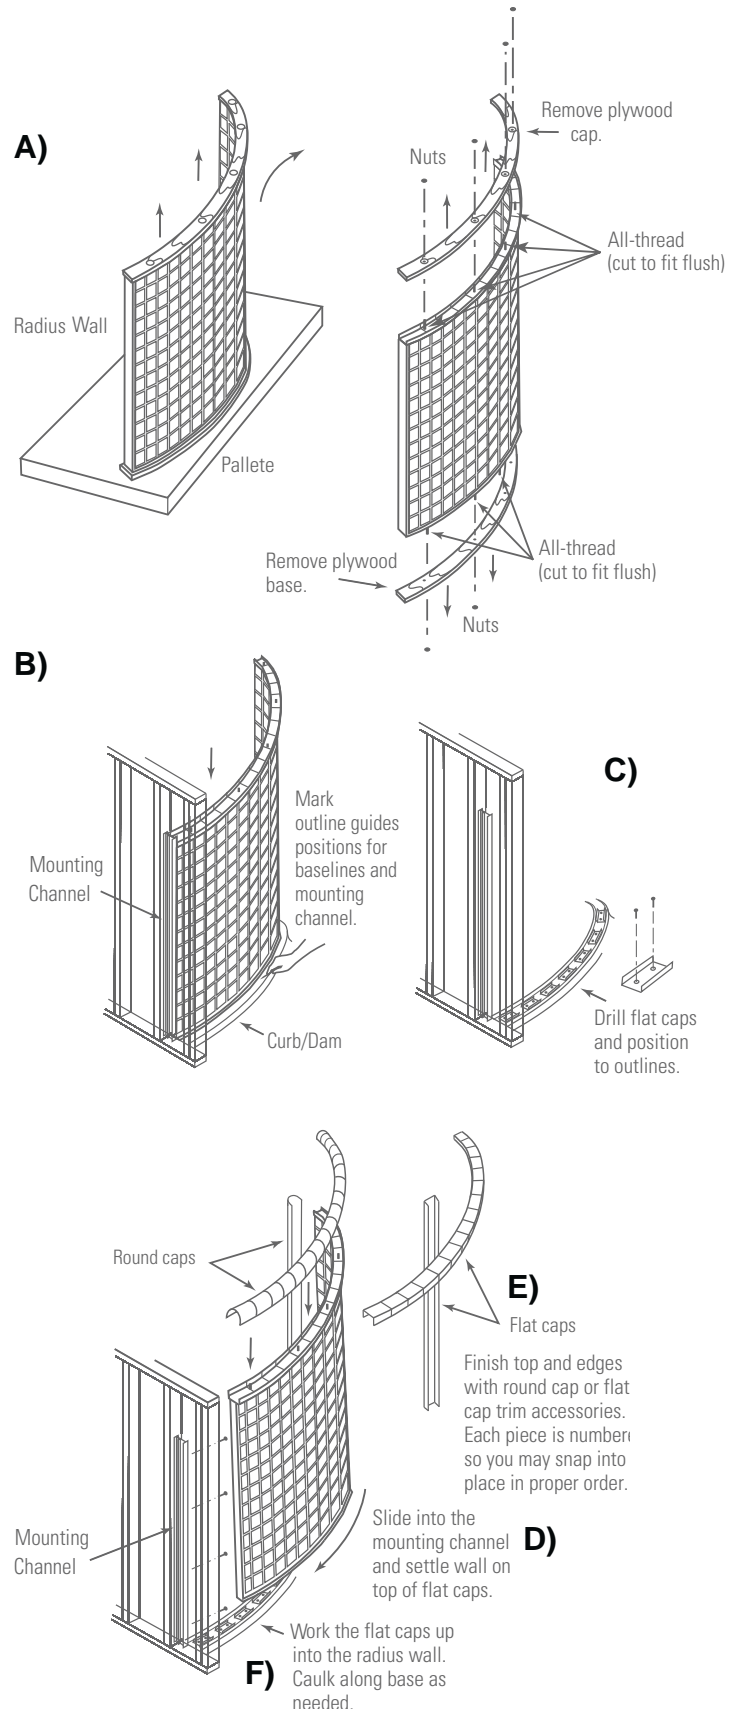 A)
Radius Wall
Pallete
Remove plywood
cap.
Nuts
All-thread
(cut to fit flush)
Remove plywood
base.
All-thread
(cut to fit flush)
Nuts
B)
Mounting
Channel
Mark
outline guides
positions for
baselines and
mounting
channel.
Curb/Dam
C)
Drill flat caps
and position
to outlines.
Round caps
E)
Flat caps
Finish top and edges
with round cap or flat
cap trim accessories.
Each piece is number
so you may snap into
place in proper order.
Mounting
Channel
Slide into the
mounting channel
and settle wall on
top of flat caps.
D)
F)
Work the flat caps up
into the radius wall.
Caulk along base as
needed.